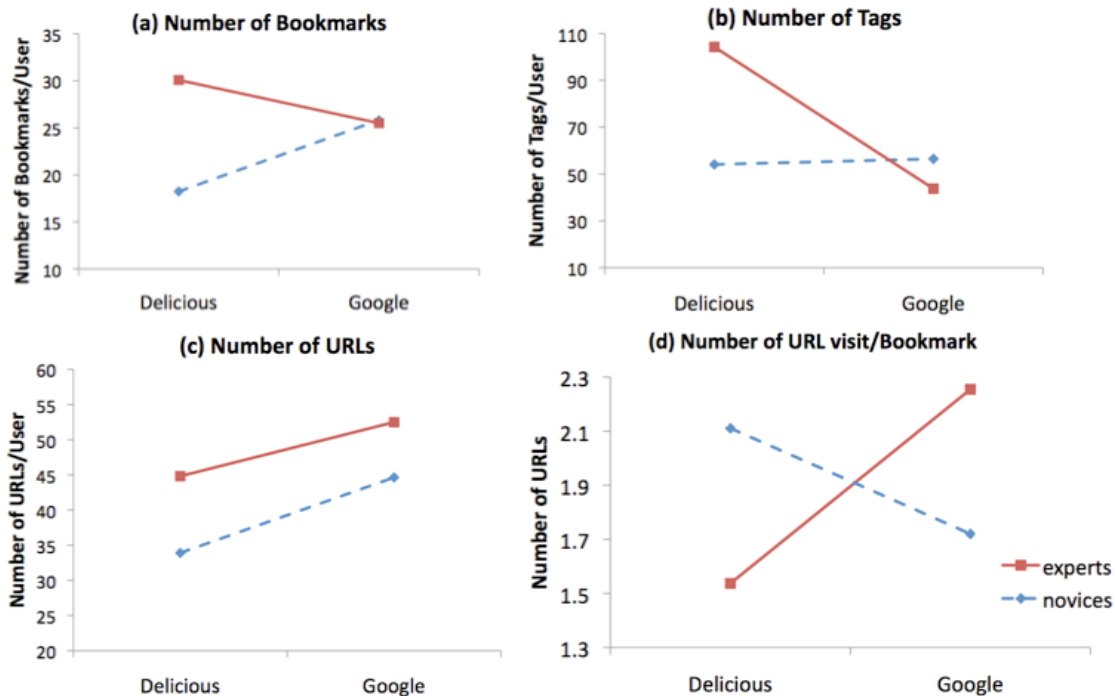 (a) Number of Bookmarks
Number of Bookmarks/User
35
30
25
20
15
10
Delicious Google
(b) Number of Tags
Number of Tags/User
110
90
70
50
30
10
Delicious Google
(c) Number of URLs
Number of URLs/User
60
55
50
45
40
35
30
25
20
Delicious Google
(d) Number of URL visit/Bookmark
Number of URLs
2.3
2.1
1.9
1.7
1.5
1.3
Delicious Google
experts
novices